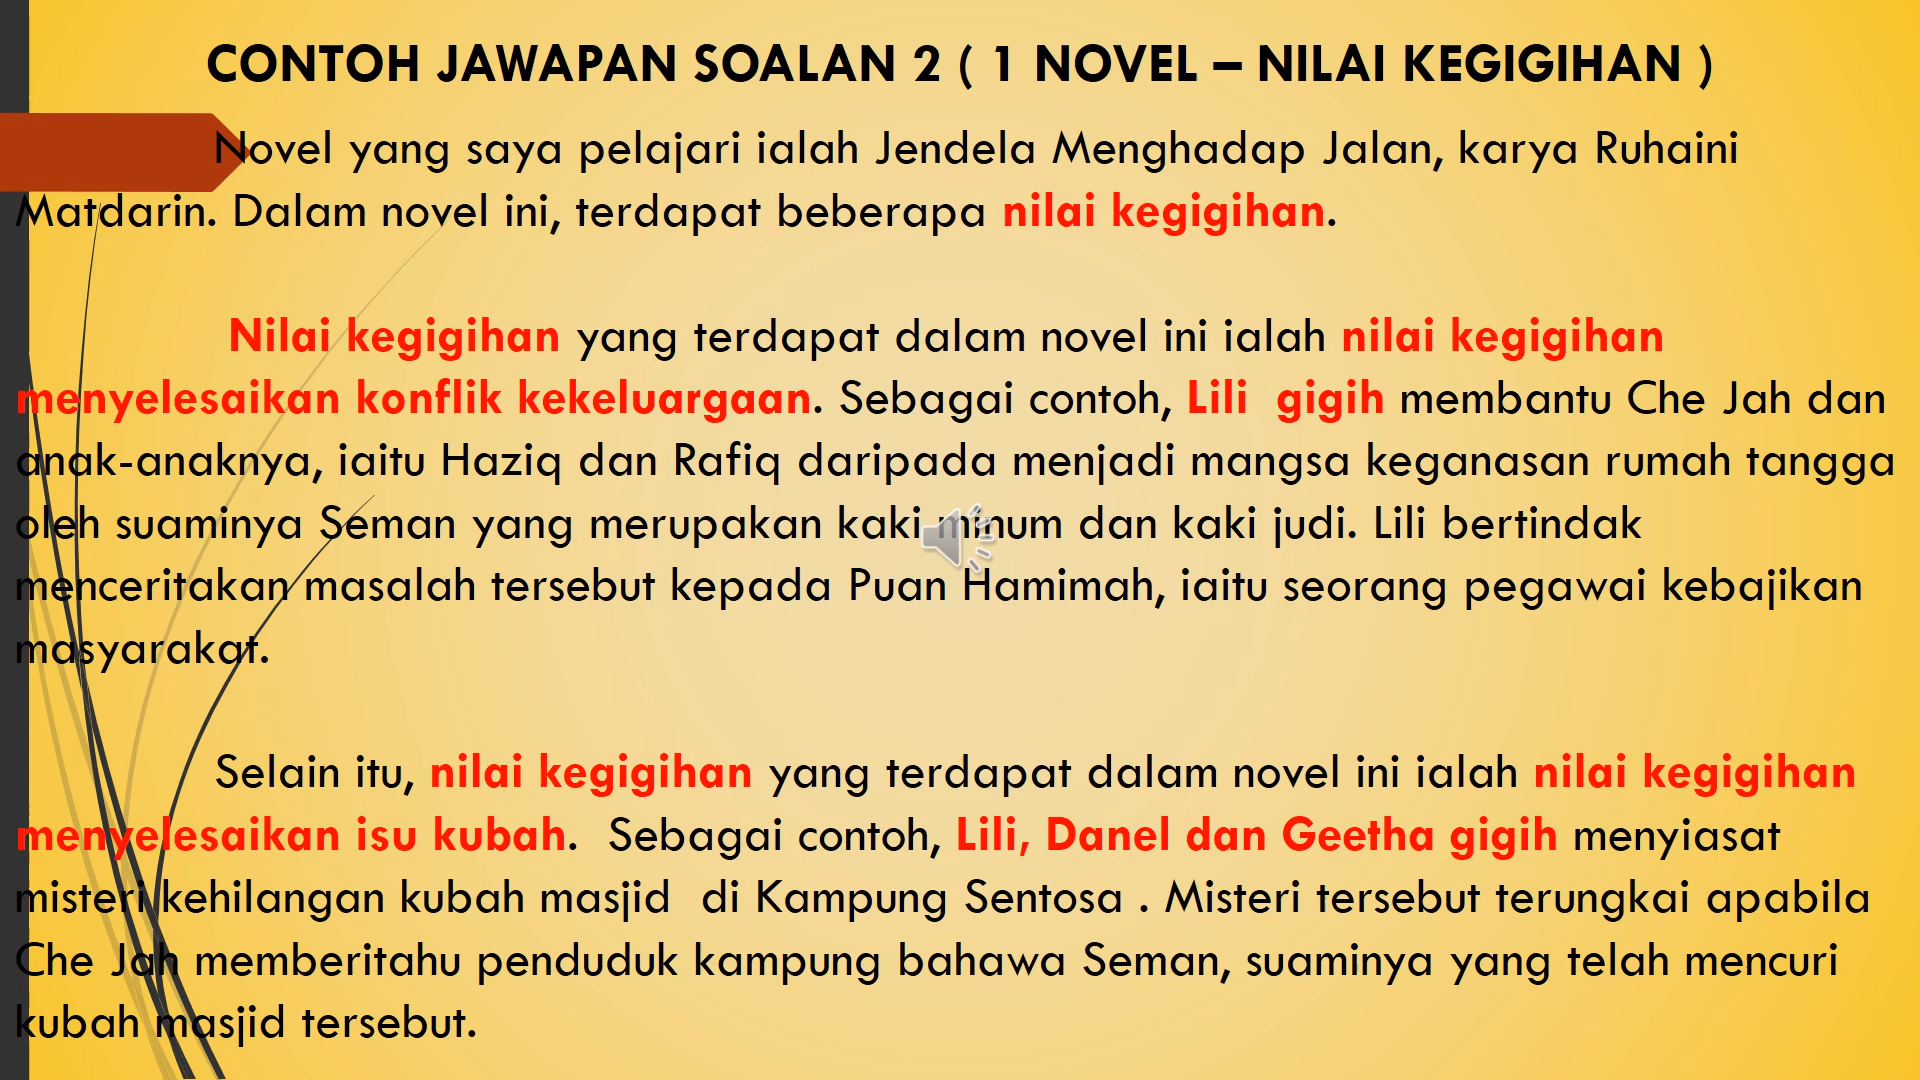 CONTOH JAWAPAN SOALAN 2 ( 1 NOVEL – NILAI KEGIGIHAN )
Novel yang saya pelajari ialah Jendela Menghadap Jalan, karya Ruhaini
Matdarin. Dalam novel ini, terdapat beberapa nilai kegigihan.
Nilai kegigihan yang terdapat dalam novel ini ialah nilai kegigihan
menyelesaikan konflik kekeluargaan. Sebagai contoh, Lili gigih membantu Che Jah dan
anak-anaknya, iaitu Haziq dan Rafiq daripada menjadi mangsa keganasan rumah tangga
oleh suaminya Seman yang merupakan kaki minum dan kaki judi. Lili bertindak
menceritakan masalah tersebut kepada Puan Hamimah, iaitu seorang pegawai kebajikan
masyarakat.
Selain itu, nilai kegigihan yang terdapat dalam novel ini ialah nilai kegigihan
menyelesaikan isu kubah. Sebagai contoh, Lili, Danel dan Geetha gigih menyiasat
misteri kehilangan kubah masjid di Kampung Sentosa . Misteri tersebut terungkai apabila
Che Jah memberitahu penduduk kampung bahawa Seman, suaminya yang telah mencuri
kubah masjid tersebut.